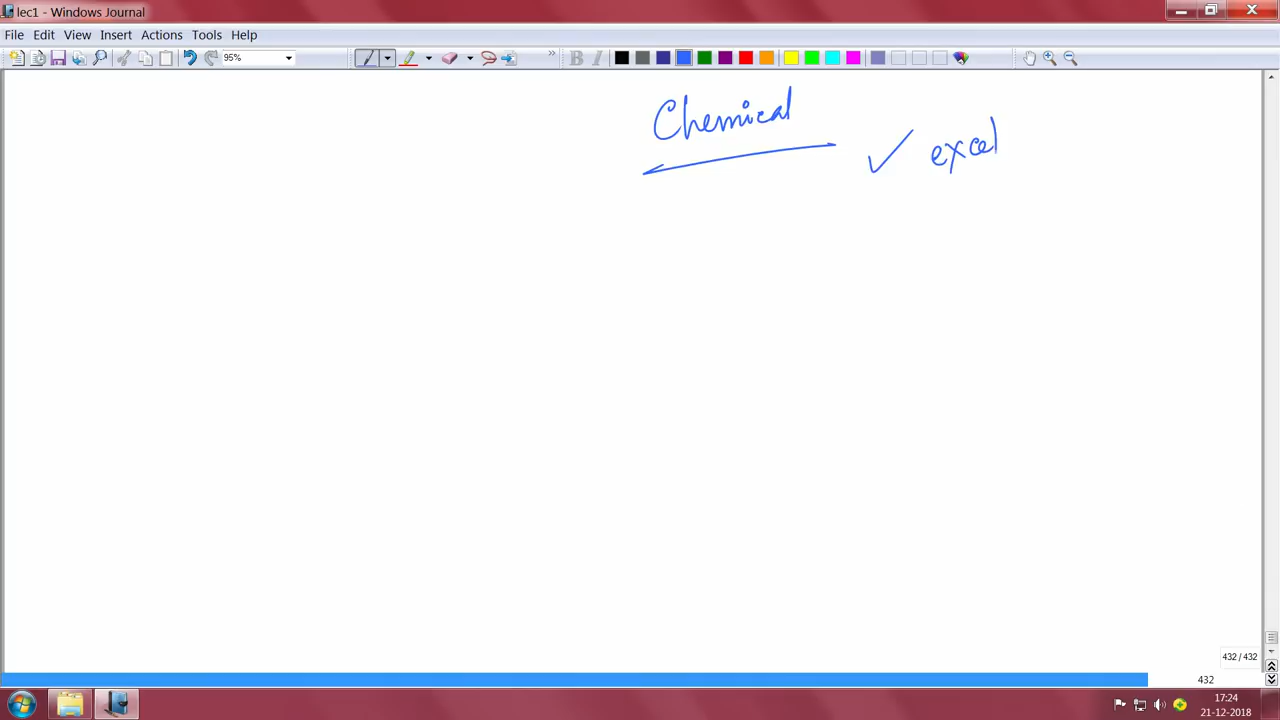 lec1 - Windows Journal
File Edit View Insert Actions Tools Help
95%
Chemical
✓ excel
432 / 432
432
17:24
21-12-2018